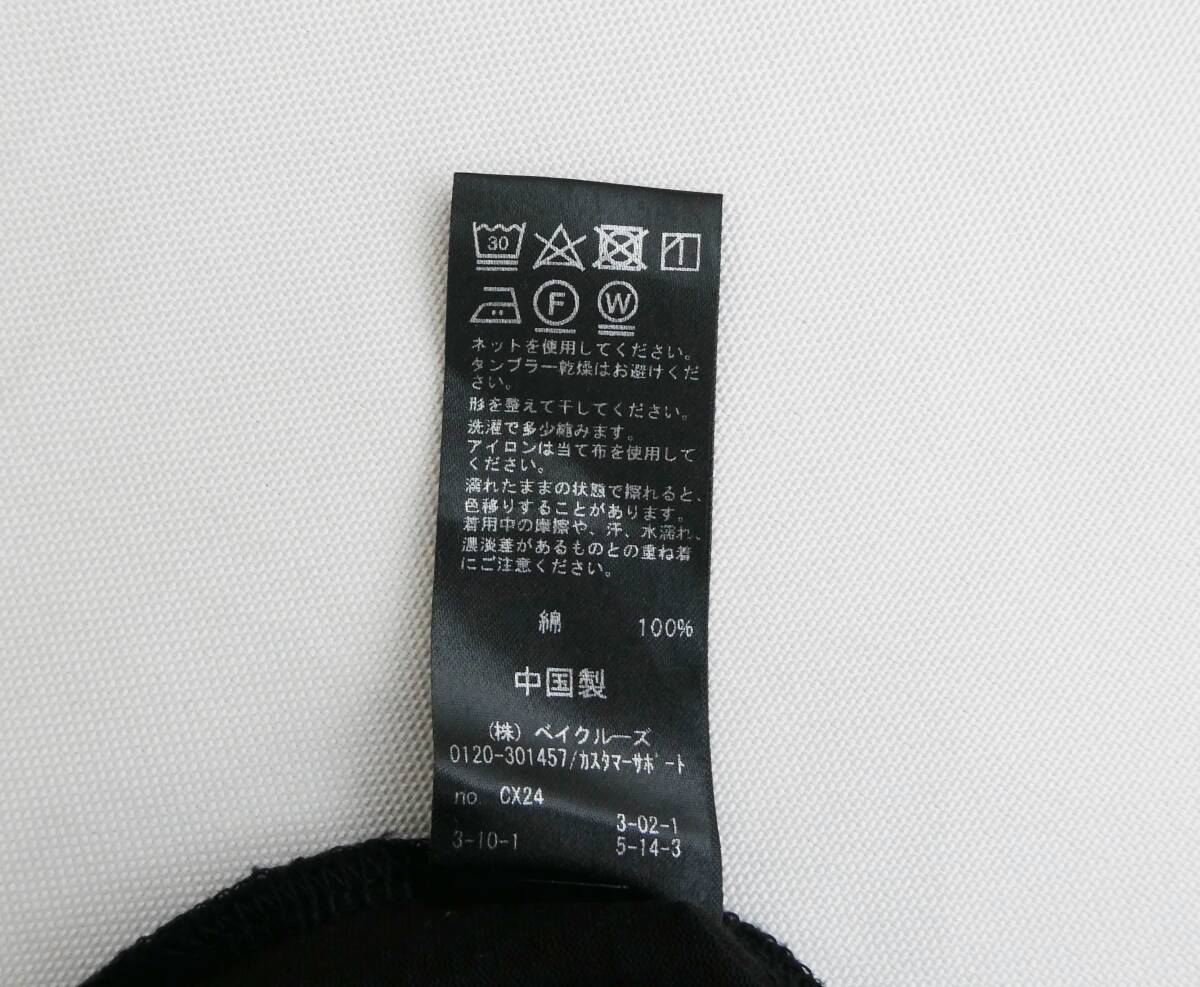 30
F W
ネットを使用してください。
タンブラー乾燥はお避けくだ
さい。
形を整えて干してください。
洗濯で多少縮みます。
アイロンは当て布を使用して
ください。
濡れたままの状態で擦れると、
色移りすることがあります。
着用中の摩擦や、汗、水濡れ、
濃淡差があるものとの重ね着
にご注意ください。
綿 100%
中国製
(株) ベイクルーズ
0120-301457/ｶｽﾀﾏｰｻﾎﾟｰﾄ
no. CX24
3-02-1
3-10-1 5-14-3